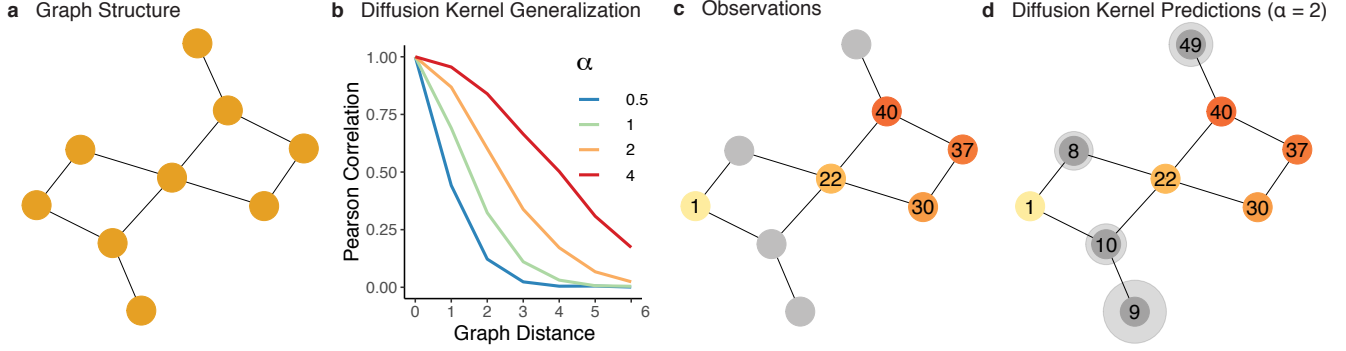 a Graph Structure
b Diffusion Kernel Generalization
Pearson Correlation
1.00
0.75
0.50
0.25
0.00
α
0.5
1
2
4
0 1 2 3 4 5 6
Graph Distance
c Observations
40
37
22
1
30
d Diffusion Kernel Predictions (α = 2)
49
40
37
8
22
1
30
10
9